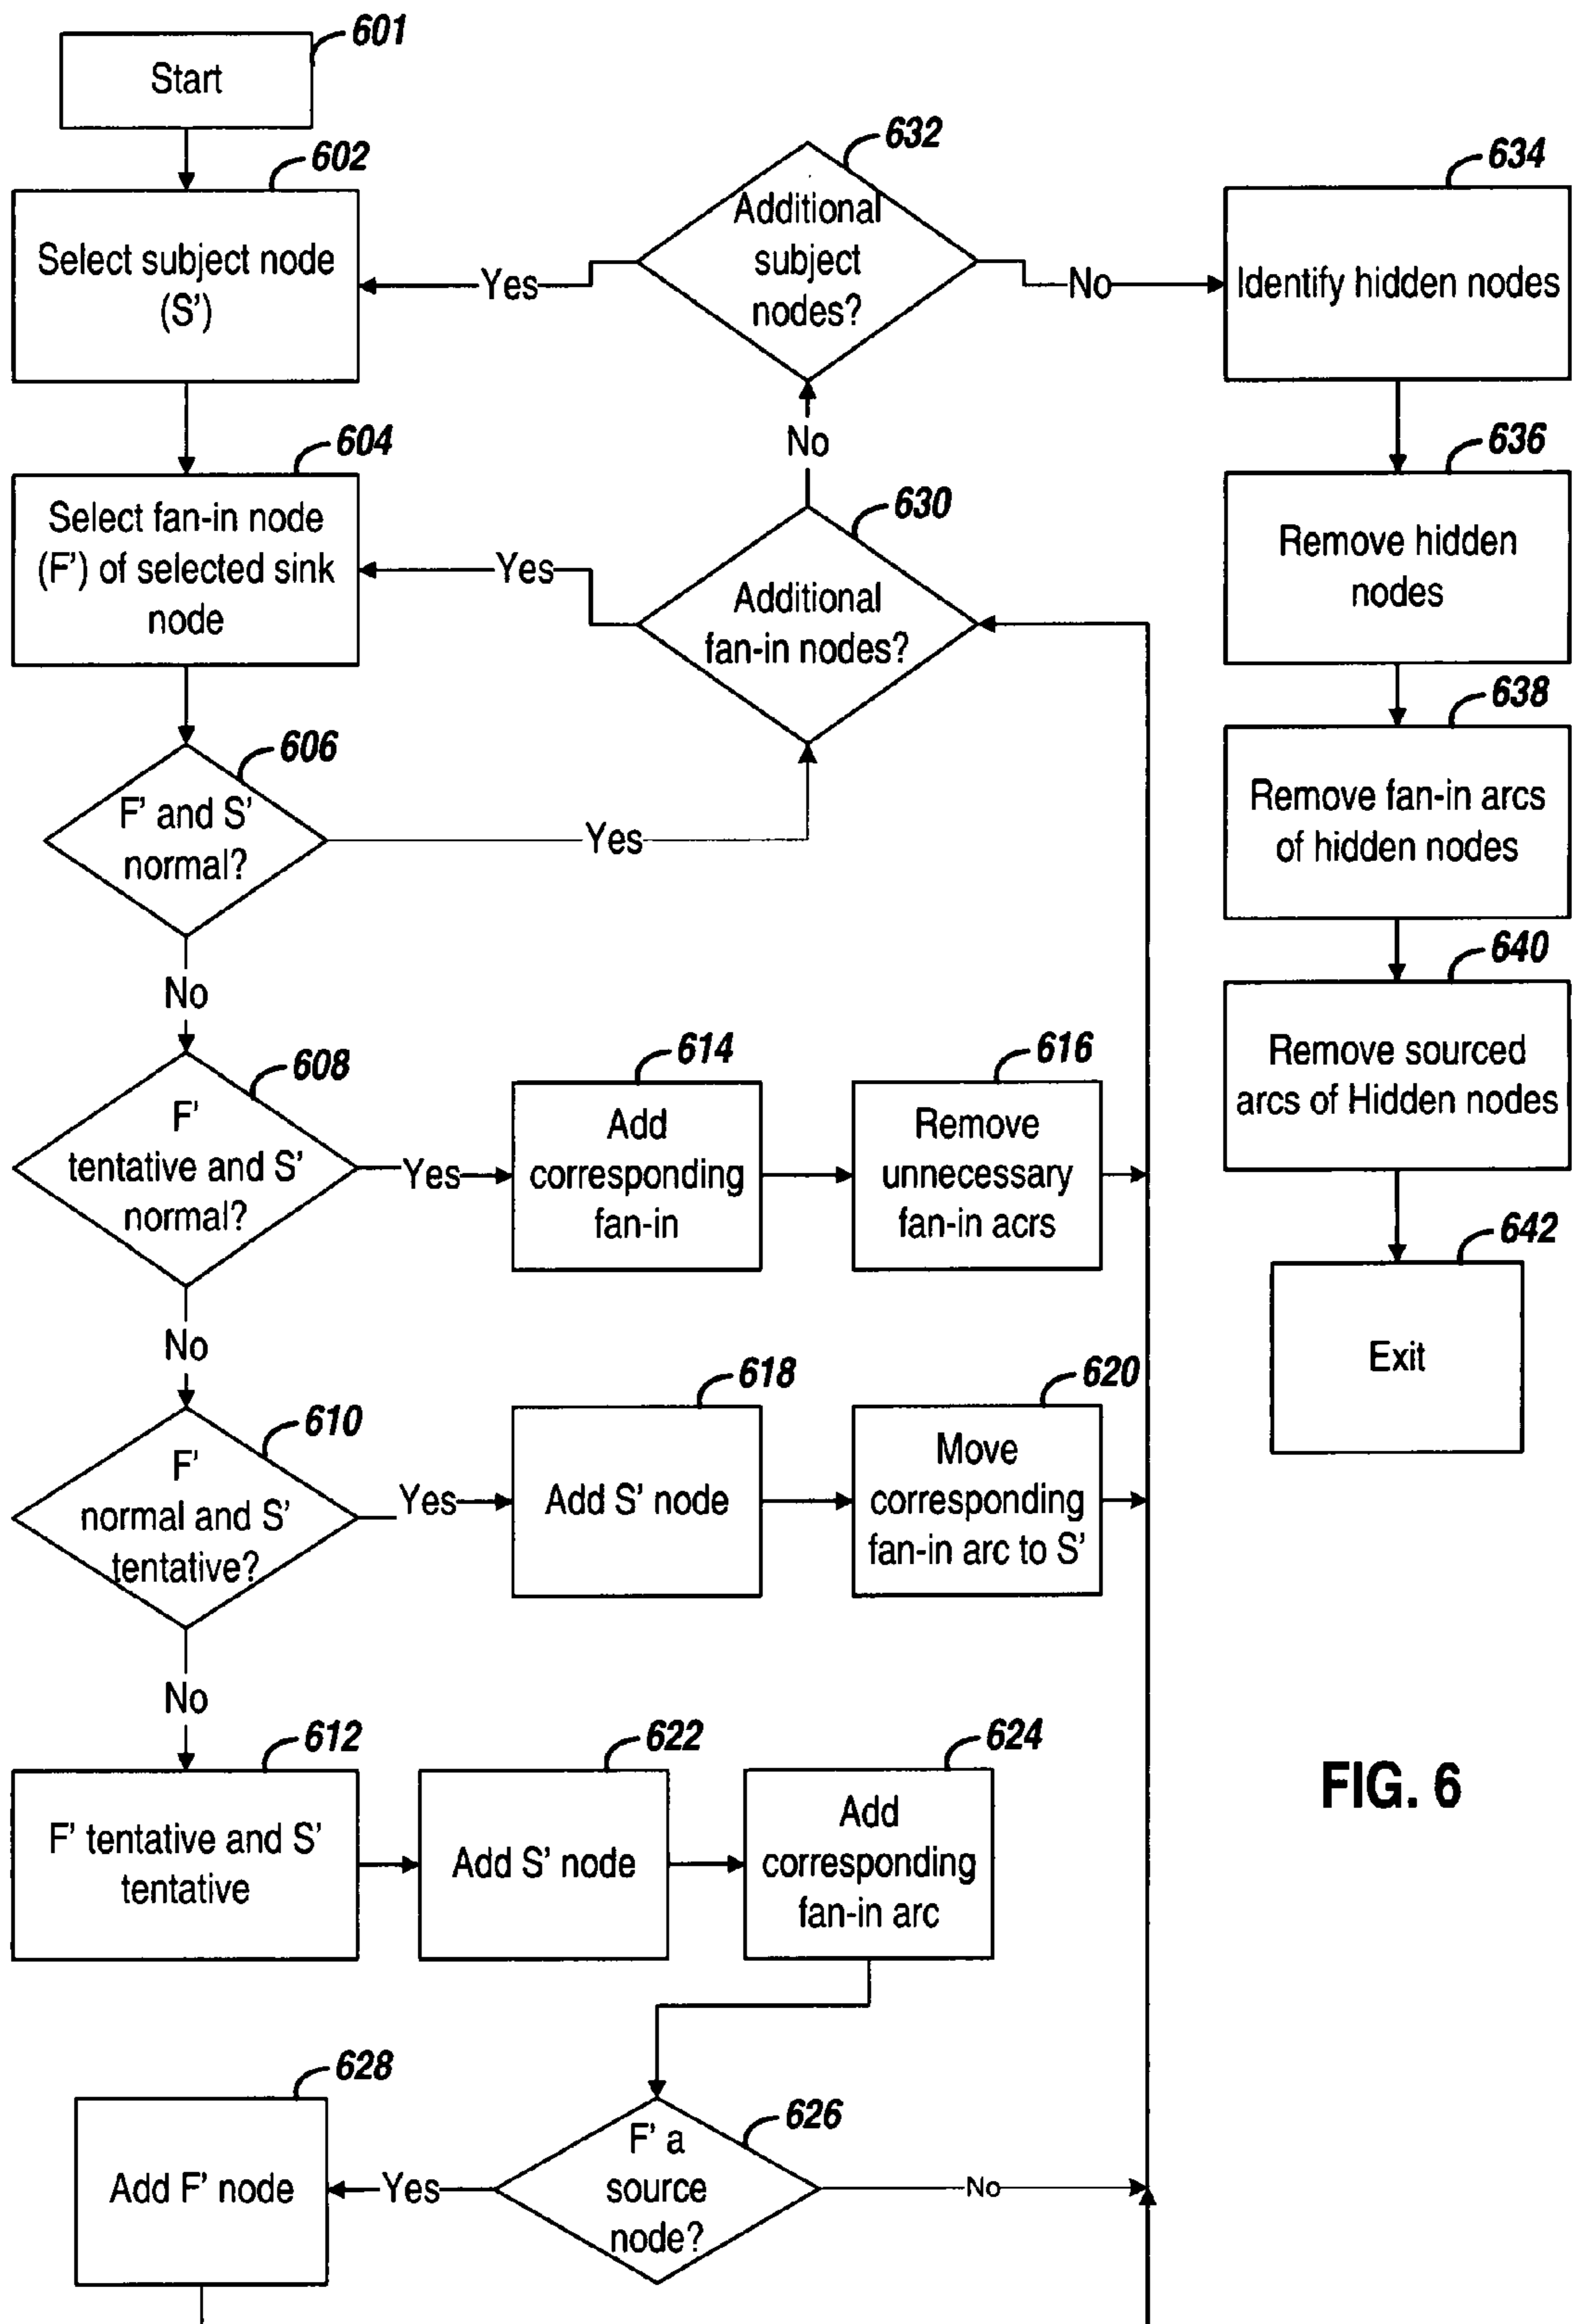 601
Start
602
Select subject node
(S')
632
Additional
subject
nodes?
Yes
No
634
Identify hidden nodes
604
Select fan-in node
(F') of selected sink
node
No
630
Additional
fan-in nodes?
Yes
636
Remove hidden
nodes
606
F' and S'
normal?
Yes
No
638
Remove fan-in arcs
of hidden nodes
640
Remove sourced
arcs of Hidden nodes
608
F'
tentative and S'
normal?
Yes
No
614
Add
corresponding
fan-in
616
Remove
unnecessary
fan-in acrs
642
Exit
610
F'
normal and S'
tentative?
Yes
No
618
Add S' node
620
Move
corresponding
fan-in arc to S'
612
F' tentative and S'
tentative
622
Add S' node
624
Add
corresponding
fan-in arc
FIG. 6
628
Add F' node
Yes
626
F' a
source
node?
No